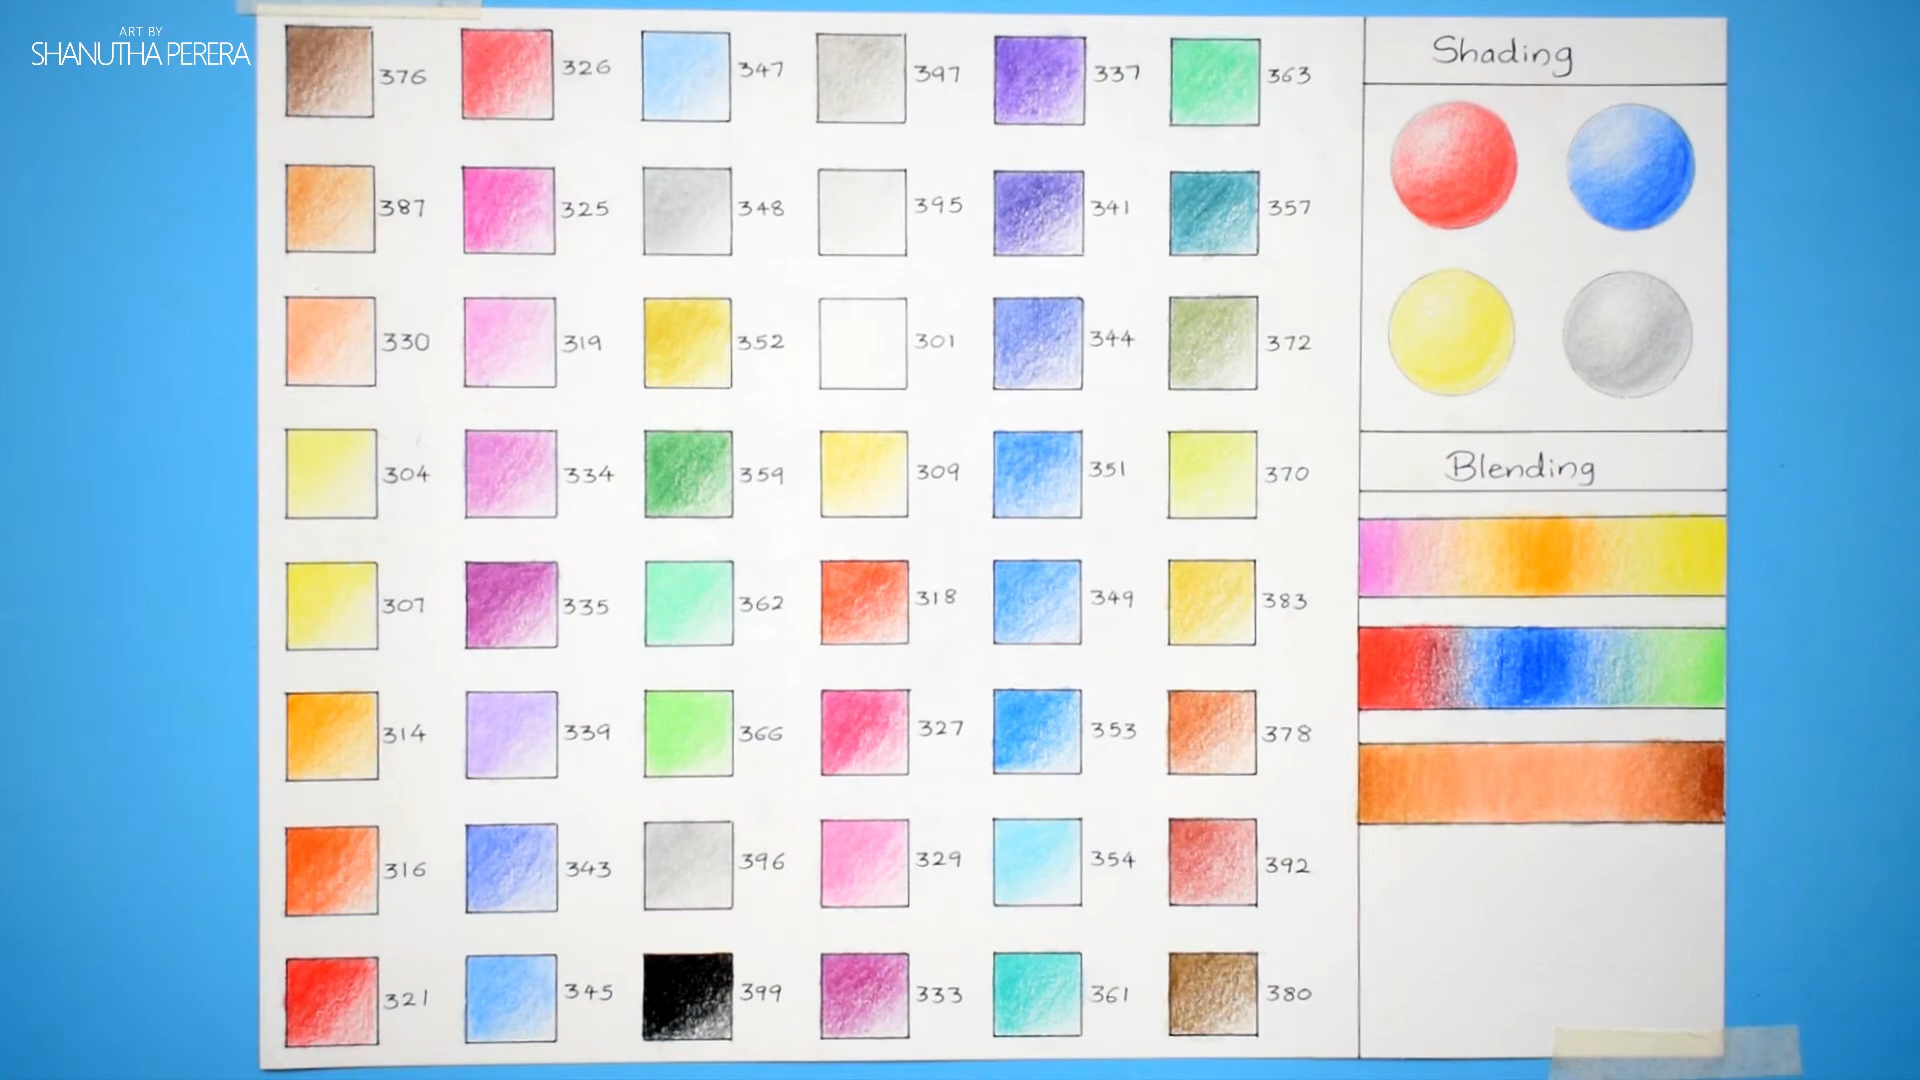 ART BY
SHANUTHA PERERA
376 326 347 397 337 363
387 325 348 395 341 357
330 319 352 301 344 372
304 334 359 309 351 370
307 335 362 318 349 383
314 339 366 327 353 378
316 343 396 329 354 392
321 345 399 333 361 380
Shading
Blending